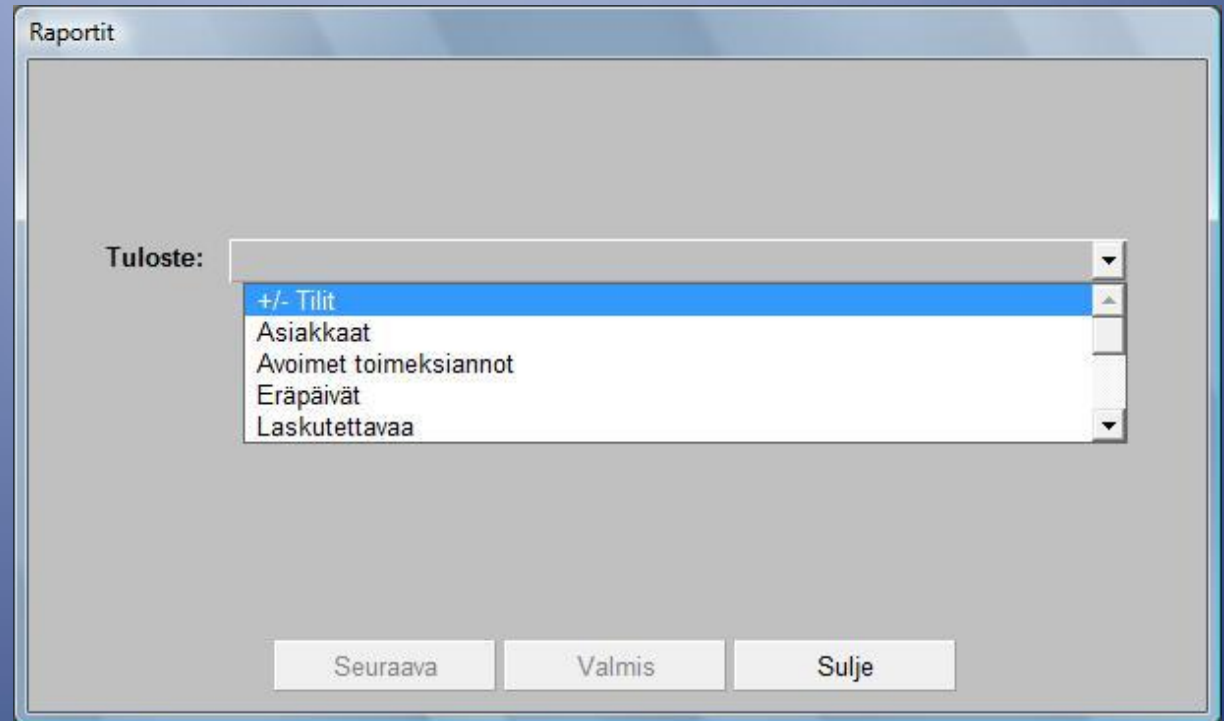 Raportit
Tuloste:
+/- Tilit
Asiakkaat
Avoimet toimeksiannot
Eräpäivät
Laskutettavaa
Seuraava Valmis Sulje